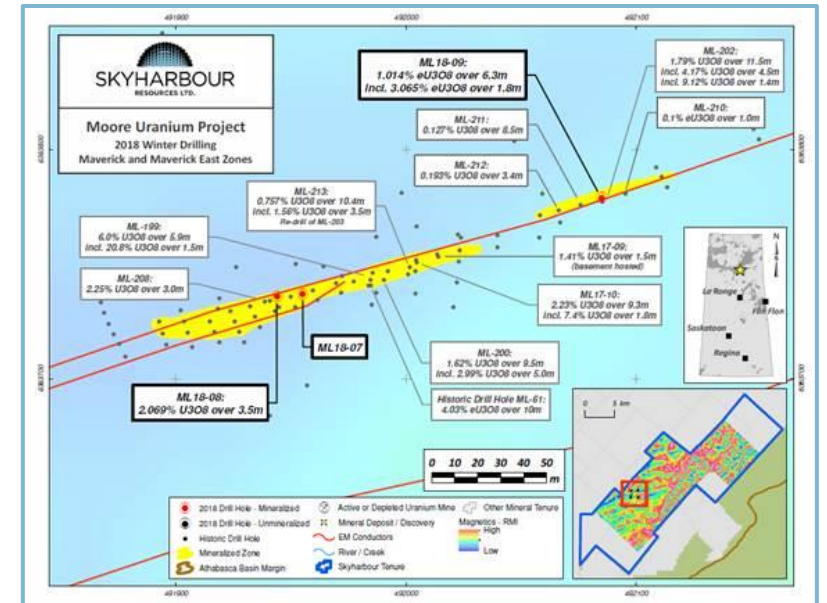 491900
492000
492100
SKYHARBOUR
RESOURCES LTD.
Moore Uranium Project
2018 Winter Drilling
Maverick and Maverick East Zones
ML18-09:
1.014% eU3O8 over 6.3m
Incl. 3.065% eU3O8 over 1.8m
ML-202:
1.79% U3O8 over 11.5m
Incl. 4.17% U3O8 over 4.5m
Incl. 9.12% U3O8 over 1.4m
ML-211:
0.127% U3O8 over 8.5m
ML-210:
0.1% eU3O8 over 1.0m
ML-212:
0.193% U3O8 over 3.4m
6363800
6363800
ML-213:
0.757% U3O8 over 10.4m
Incl. 1.56% U3O8 over 3.5m
Re-drill of ML-203
ML-199:
6.0% U3O8 over 5.9m
Incl. 20.8% U3O8 over 1.5m
ML-208:
2.25% U3O8 over 3.0m
ML17-09:
1.41% U3O8 over 1.5m
(basement hosted)
ML17-10:
2.23% U3O8 over 9.3m
Incl. 7.4% U3O8 over 1.8m
N
S
La Ronge
Flin Flon
Saskatoon
Regina
ML18-07
ML-200:
1.62% U3O8 over 9.5m
Incl. 2.99% U3O8 over 5.0m
6363700
6363700
ML18-08:
2.069% U3O8 over 3.5m
Historic Drill Hole ML-61:
4.03% eU3O8 over 10m
0 5 km
0 10 20 30 40 50
m
2018 Drill Hole - Mineralized
2018 Drill Hole - Unmineralized
Historic Drill Hole
Mineralized Zone
Athabasca Basin Margin
Active or Depleted Uranium Mine
Mineral Deposit / Discovery
EM Conductors
River / Creek
Skyharbour Tenure
Other Mineral Tenure
Magnetics - RMI
High
Low
491900
492000
492100